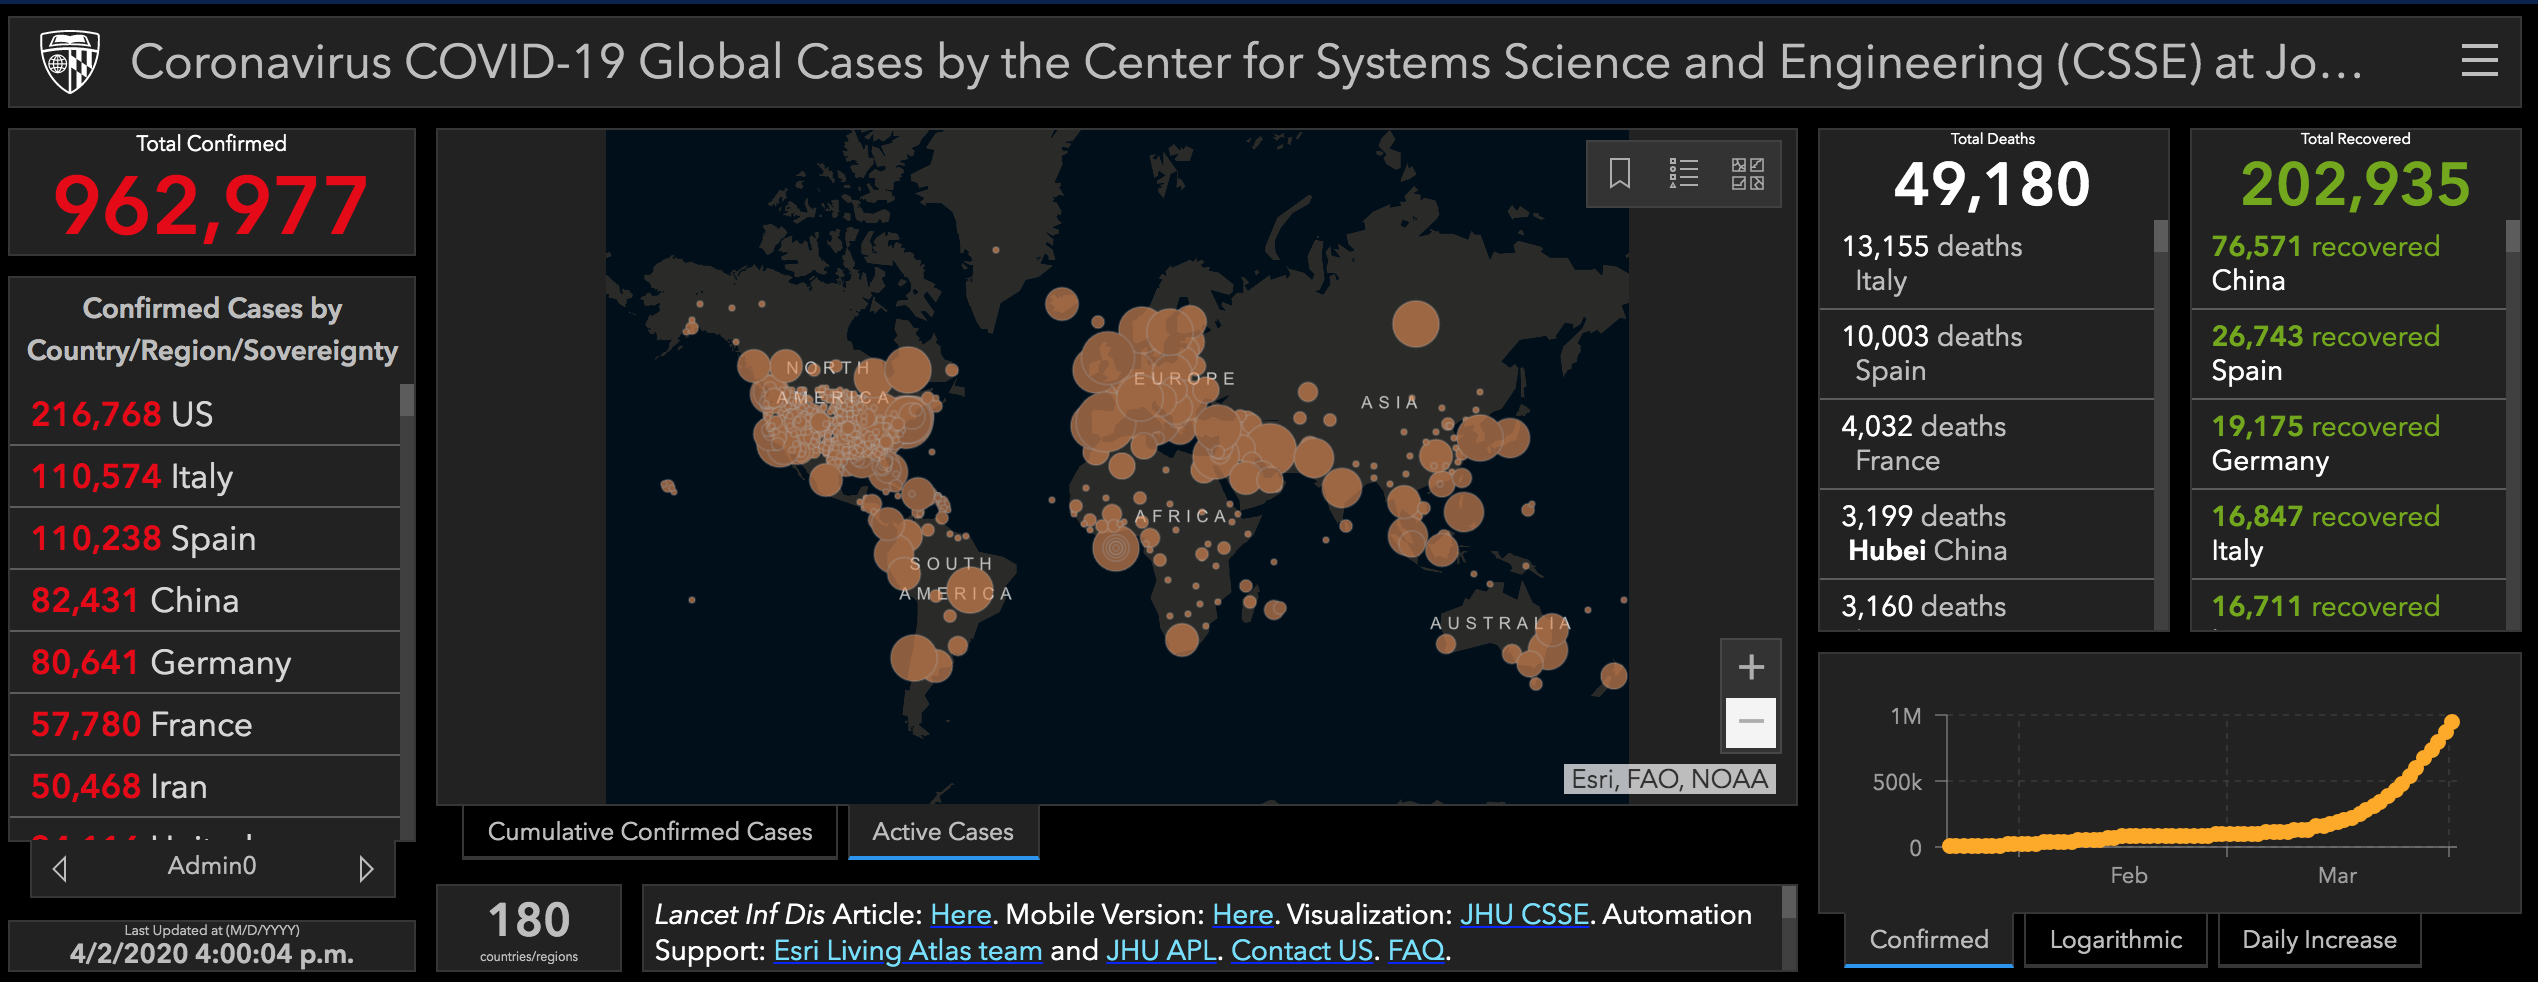 Coronavirus COVID-19 Global Cases by the Center for Systems Science and Engineering (CSSE) at Jo...
Total Confirmed
962,977
Confirmed Cases by
Country/Region/Sovereignty
216,768 US
110,574 Italy
110,238 Spain
82,431 China
80,641 Germany
57,780 France
50,468 Iran
Admin0
Last Updated at (M/D/YYYY)
4/2/2020 4:00:04 p.m.
NORTH
AMERICA
EUROPE
ASIA
AFRICA
SOUTH
AMERICA
AUSTRALIA
+
−
Esri, FAO, NOAA
Cumulative Confirmed Cases
Active Cases
180
countries/regions
Lancet Inf Dis Article: Here. Mobile Version: Here. Visualization: JHU CSSE. Automation
Support: Esri Living Atlas team and JHU APL. Contact US. FAQ.
Total Deaths
49,180
13,155 deaths
Italy
10,003 deaths
Spain
4,032 deaths
France
3,199 deaths
Hubei China
3,160 deaths
Total Recovered
202,935
76,571 recovered
China
26,743 recovered
Spain
19,175 recovered
Germany
16,847 recovered
Italy
16,711 recovered
1M
500k
0
Feb
Mar
Confirmed
Logarithmic
Daily Increase